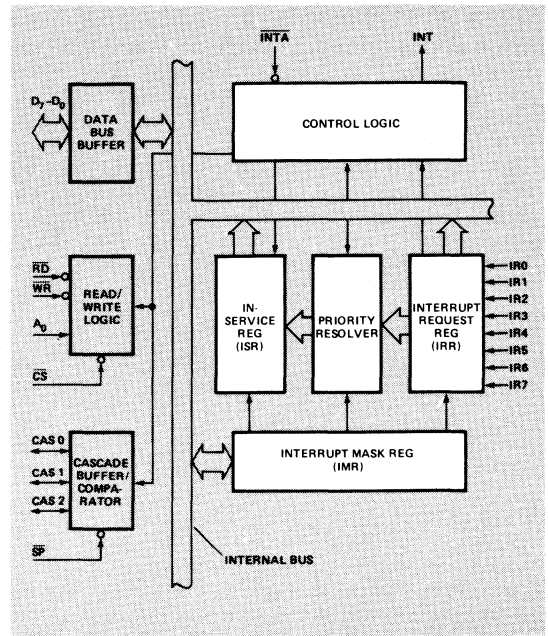 INTA
INT
D7-D0
DATA
BUS
BUFFER
CONTROL LOGIC
RD
WR
A0
CS
READ/
WRITE
LOGIC
IN-
SERVICE
REG
(ISR)
PRIORITY
RESOLVER
INTERRUPT
REQUEST
REG
(IRR)
IR0
IR1
IR2
IR3
IR4
IR5
IR6
IR7
CAS 0
CAS 1
CAS 2
SP
CASCADE
BUFFER/
COMPA-
RATOR
INTERRUPT MASK REG
(IMR)
INTERNAL BUS